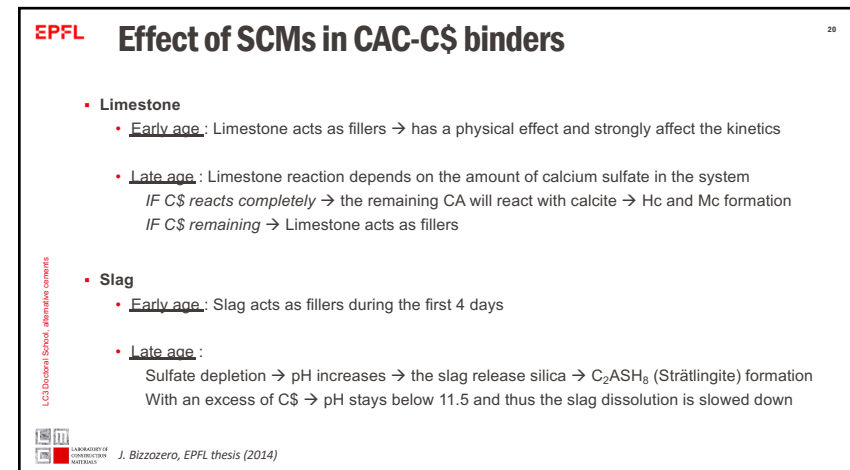 EPFL
Effect of SCMs in CAC-C$ binders
20
▪ Limestone
• Early age : Limestone acts as fillers → has a physical effect and strongly affect the kinetics
• Late age : Limestone reaction depends on the amount of calcium sulfate in the system
IF C$ reacts completely → the remaining CA will react with calcite → Hc and Mc formation
IF C$ remaining → Limestone acts as fillers
▪ Slag
• Early age : Slag acts as fillers during the first 4 days
• Late age :
Sulfate depletion → pH increases → the slag release silica → C₂ASH₈ (Strätlingite) formation
With an excess of C$ → pH stays below 11.5 and thus the slag dissolution is slowed down
LC3 Doctoral School, alternative cements
LABORATORY OF
CONSTRUCTION
MATERIALS
J. Bizzozero, EPFL thesis (2014)